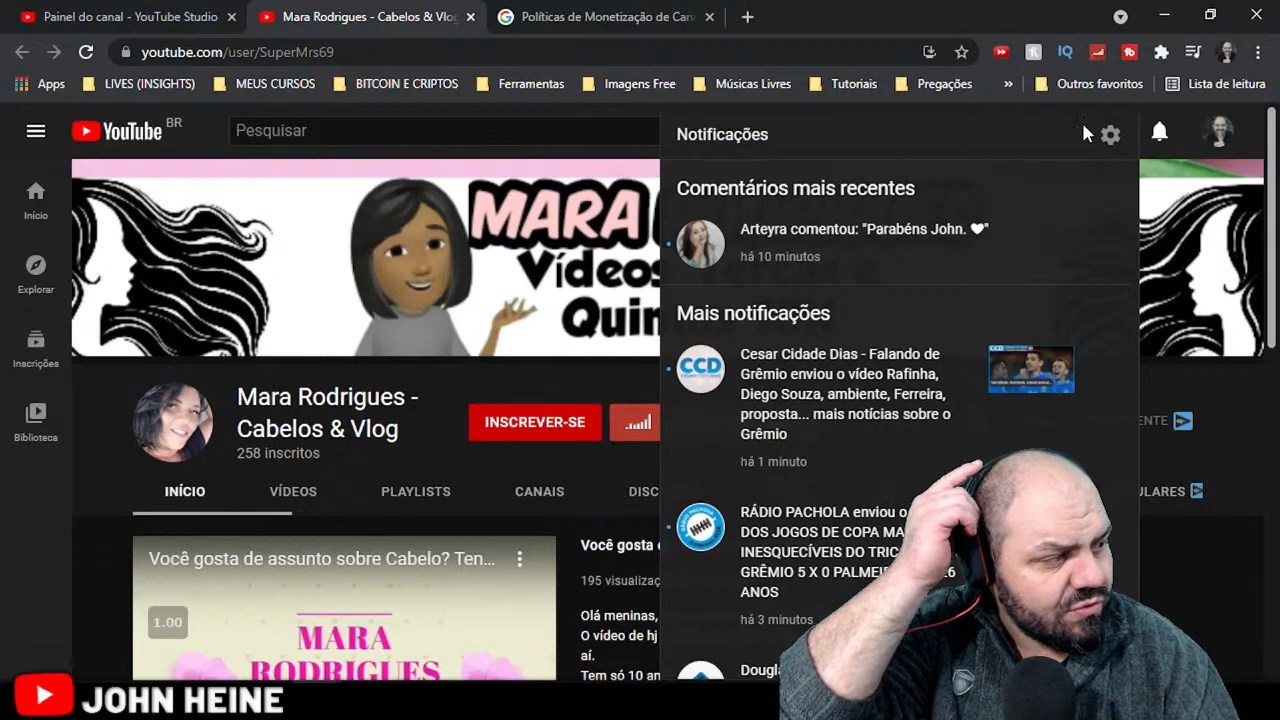 Painel do canal - YouTube Studio
Mara Rodrigues - Cabelos & Vlog
Políticas de Monetização de Can
youtube.com/user/SuperMrs69
Apps
LIVES (INSIGHTS)
MEUS CURSOS
BITCOIN E CRIPTOS
Ferramentas
Imagens Free
Músicas Livres
Tutoriais
Pregações
»
Outros favoritos
Lista de leitura
YouTube BR
Pesquisar
Notificações
Início
Explorar
Inscrições
Biblioteca
MARA
Vídeos
Quin
Comentários mais recentes
Arteyra comentou: "Parabéns John. 🤍"
há 10 minutos
Mais notificações
CCD
Cesar Cidade Dias - Falando de
Grêmio enviou o vídeo Rafinha,
Diego Souza, ambiente, Ferreira,
proposta... mais notícias sobre o
Grêmio
há 1 minuto
RÁDIO PACHOLA enviou o
DOS JOGOS DE COPA MA
INESQUECÍVEIS DO TRIC
GRÊMIO 5 X 0 PALMEI
ANOS
há 3 minutos
Dougla
Mara Rodrigues -
Cabelos & Vlog
258 inscritos
INSCREVER-SE
ENTE
ULARES
INÍCIO
VÍDEOS
PLAYLISTS
CANAIS
DISC
Você gosta de assunto sobre Cabelo? Ten...
1.00
MARA
RODRIGUES
Você gosta
195 visualizaç
Olá meninas,
O vídeo de hj
aí.
Tem só 10 an
JOHN HEINE